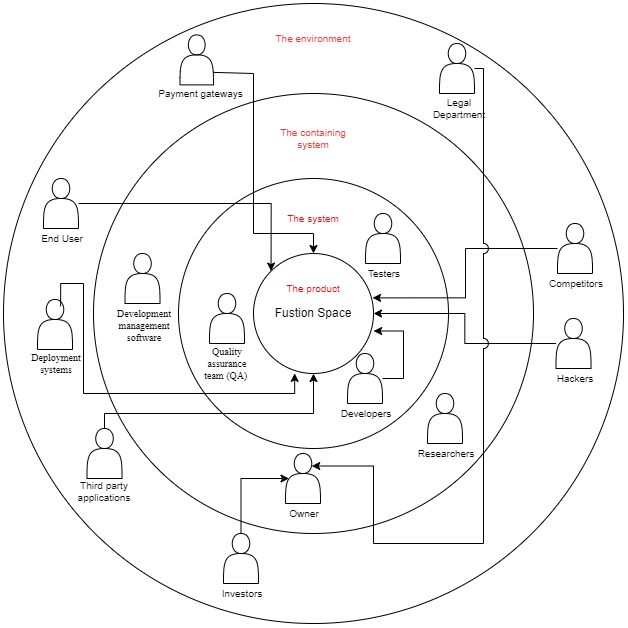 The environment
Payment gateways
Legal
Department
The containing
system
End User
The system
Testers
Competitors
The product
Fustion Space
Development
management
software
Deployment
systems
Quality
assurance
team (QA)
Hackers
Developers
Researchers
Third party
applications
Owner
Investors